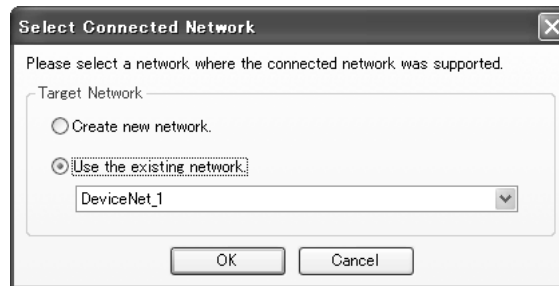 Select Connected Network
Please select a network where the connected network was supported.
Target Network
Create new network.
Use the existing network.
DeviceNet_1
OK
Cancel